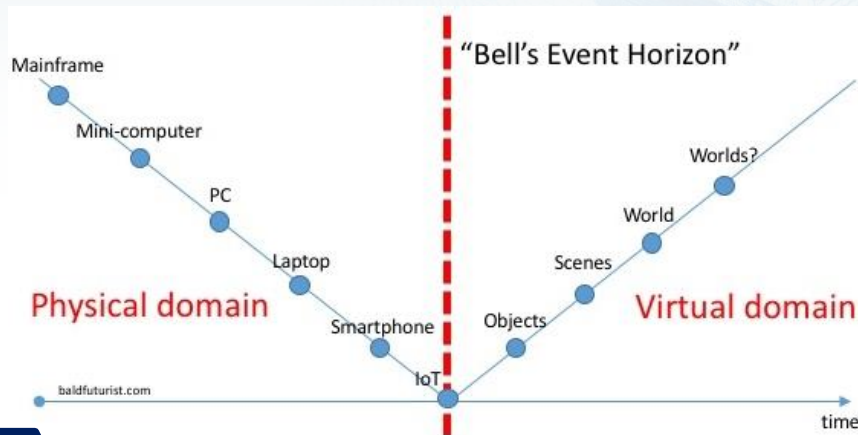 “Bell’s Event Horizon”
Mainframe
Mini-computer
PC
Laptop
Smartphone
IoT
Objects
Scenes
World
Worlds?
Physical domain
Virtual domain
baldfuturist.com
time